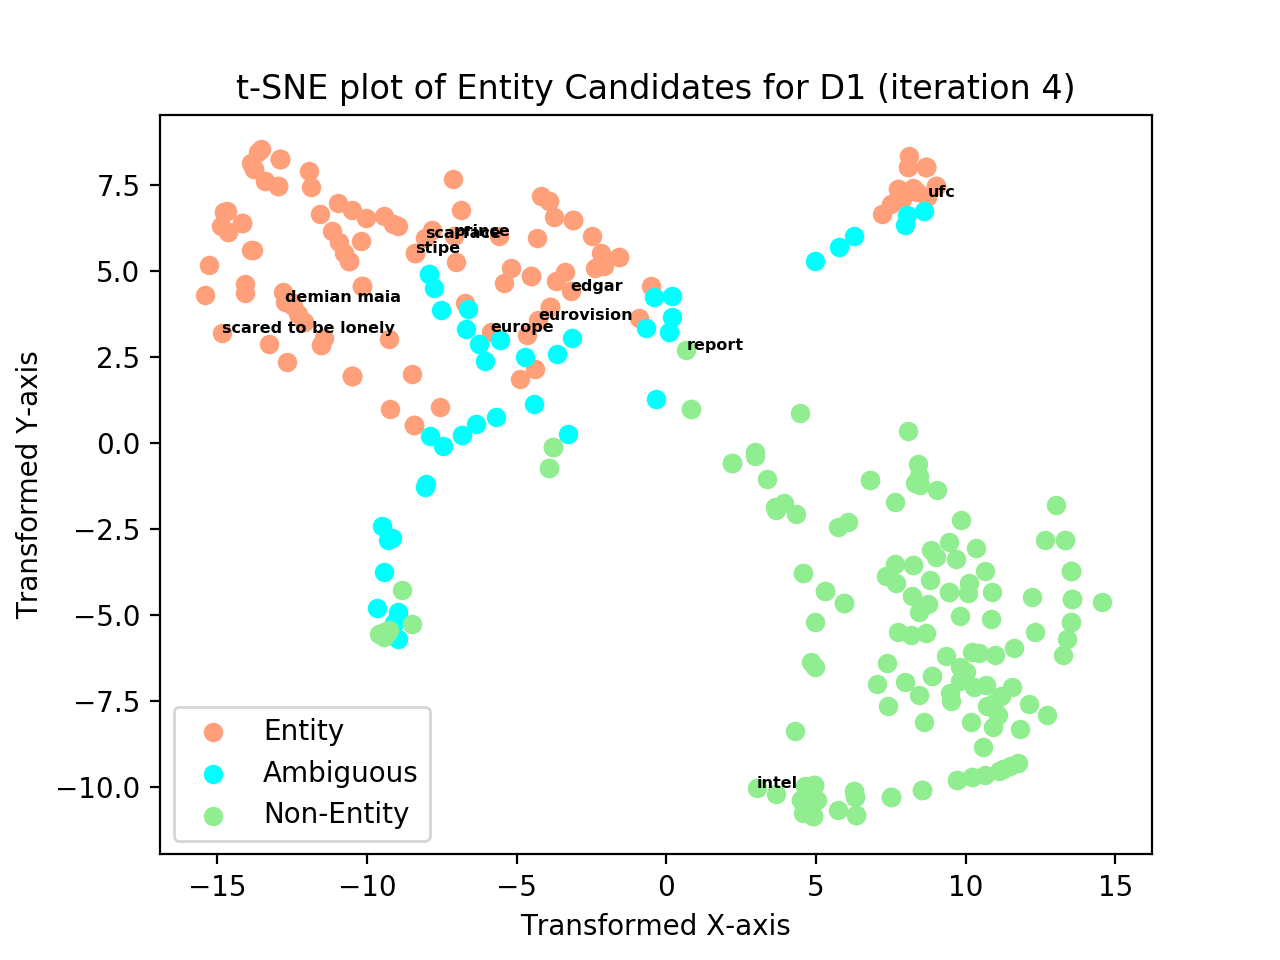 t-SNE plot of Entity Candidates for D1 (iteration 4)
Transformed Y-axis
7.5
5.0
2.5
0.0
−2.5
−5.0
−7.5
−10.0
ufc
scarface
prince
stipe
edgar
demian maia
eurovision
europe
scared to be lonely
report
intel
Entity
Ambiguous
Non-Entity
−15
−10
−5
0
5
10
15
Transformed X-axis